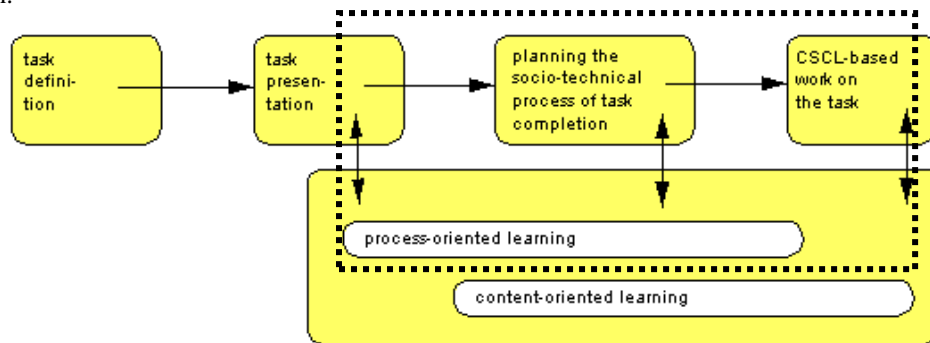 task
defini-
tion
task
presen-
tation
planning the
socio-technical
process of task
completion
CSCL-based
work on
the task
process-oriented learning
content-oriented learning